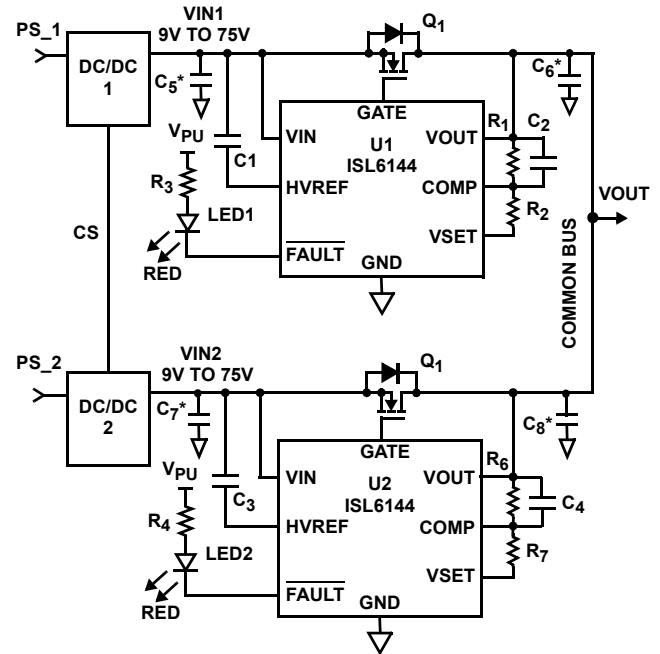 PS_1
VIN1
9V TO 75V
Q1
DC/DC
1
C5*
C6*
GATE
VPU
C1
VIN
U1
ISL6144
VOUT
R1
C2
R3
HVREF
COMP
VOUT
LED1
R2
CS
VSET
RED
FAULT
GND
COMMON BUS
PS_2
VIN2
9V TO 75V
Q1
DC/DC
2
C7*
C8*
GATE
VPU
C3
VIN
U2
ISL6144
VOUT
R6
C4
R4
HVREF
COMP
LED2
R7
VSET
RED
FAULT
GND